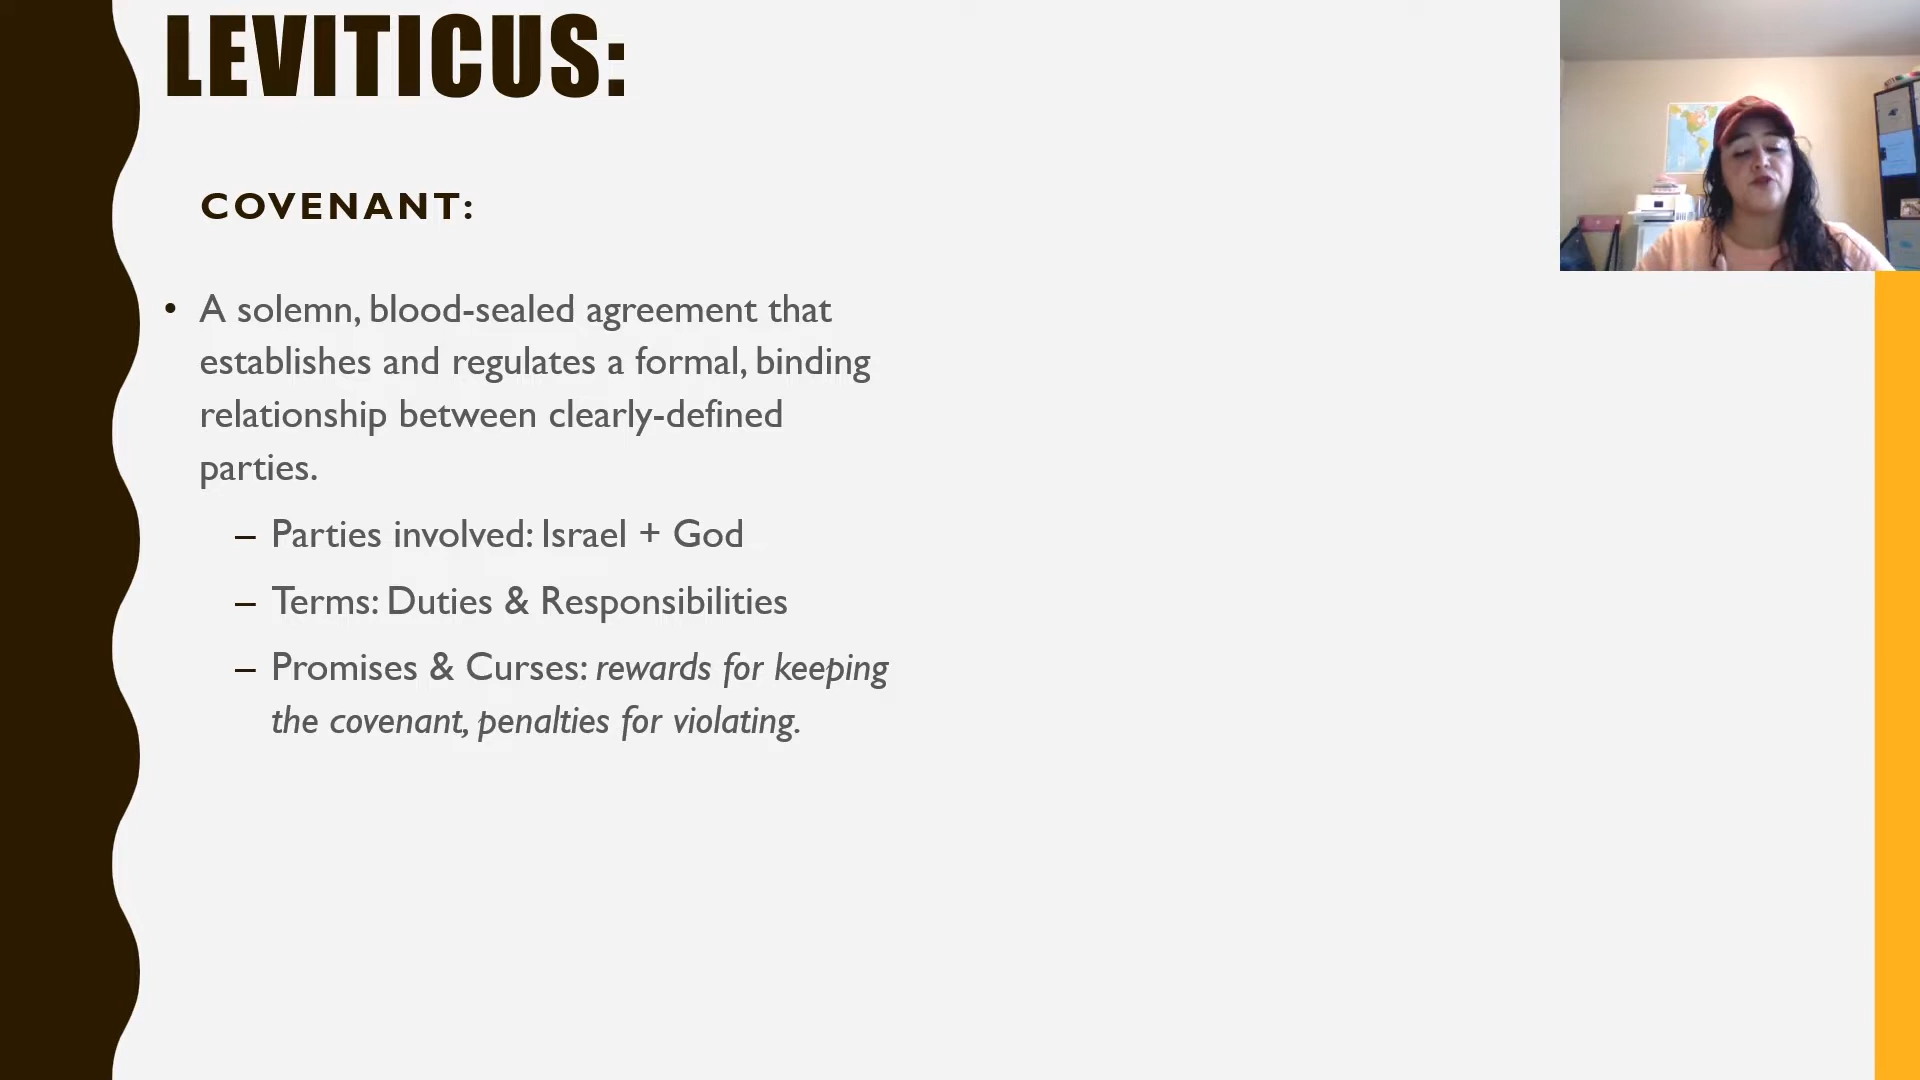 LEVITICUS:
COVENANT:
• A solemn, blood-sealed agreement that
establishes and regulates a formal, binding
relationship between clearly-defined
parties.
– Parties involved: Israel + God
– Terms: Duties & Responsibilities
– Promises & Curses: rewards for keeping
the covenant, penalties for violating.